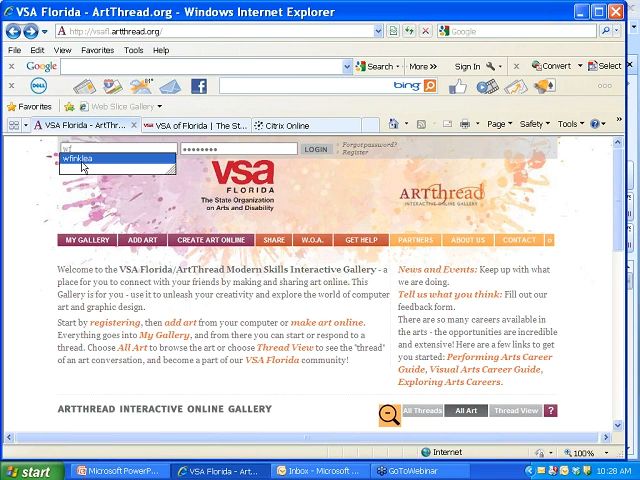 VSA Florida - ArtThread.org - Windows Internet Explorer
http://vsafl.artthread.org/
Google
File Edit View Favorites Tools Help
Google Search More >> Sign In Convert Select
DELL 81° bing
Favorites Web Slice Gallery
VSA Florida - ArtThr... VSA of Florida | The St... Citrix Online Page Safety Tools
wf •••••••• LOGIN Forgot password?
Register
wfinklea
vsa
FLORIDA
The State Organization
on Arts and Disability
ARTthread
INTERACTIVE ONLINE GALLERY
MY GALLERY ADD ART CREATE ART ONLINE SHARE W.O.A. GET HELP PARTNERS ABOUT US CONTACT
Welcome to the VSA Florida/ArtThread Modern Skills Interactive Gallery - a
place for you to connect with your friends by making and sharing art online. This
Gallery is for you - use it to unleash your creativity and explore the world of computer
art and graphic design.
Start by registering, then add art from your computer or make art online.
Everything goes into My Gallery, and from there you can start or respond to a
thread. Choose All Art to browse the art or choose Thread View to see the "thread"
of an art conversation, and become a part of our VSA Florida community!
News and Events: Keep up with what
we are doing.
Tell us what you think: Fill out our
feedback form.
There are so many careers available in
the arts - the opportunities are incredible
and extensive! Here are a few links to get
you started: Performing Arts Career
Guide, Visual Arts Career Guide,
Exploring Arts Careers.
ARTTHREAD INTERACTIVE ONLINE GALLERY All Threads All Art Thread View ?
Internet 100%
start Microsoft PowerP... VSA Florida - Art... Inbox - Microsoft ... GoToWebinar 10:28 AM